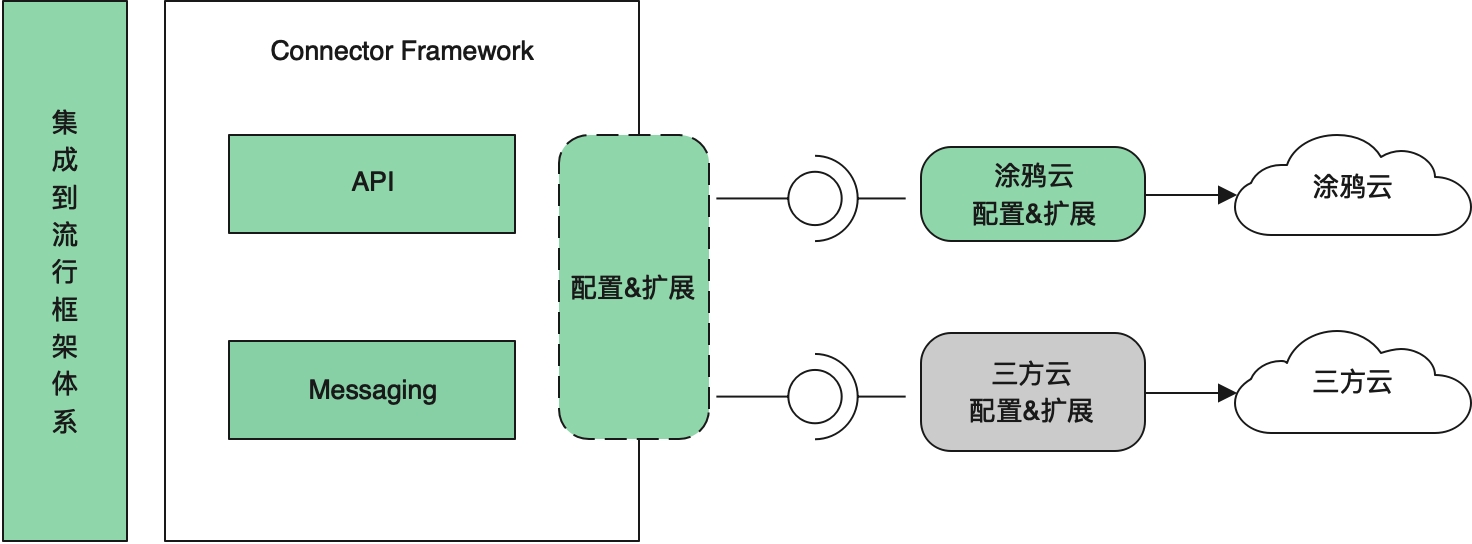 集成到流行框架体系
Connector Framework
API
Messaging
配置&扩展
涂鸦云
配置&扩展
涂鸦云
三方云
配置&扩展
三方云